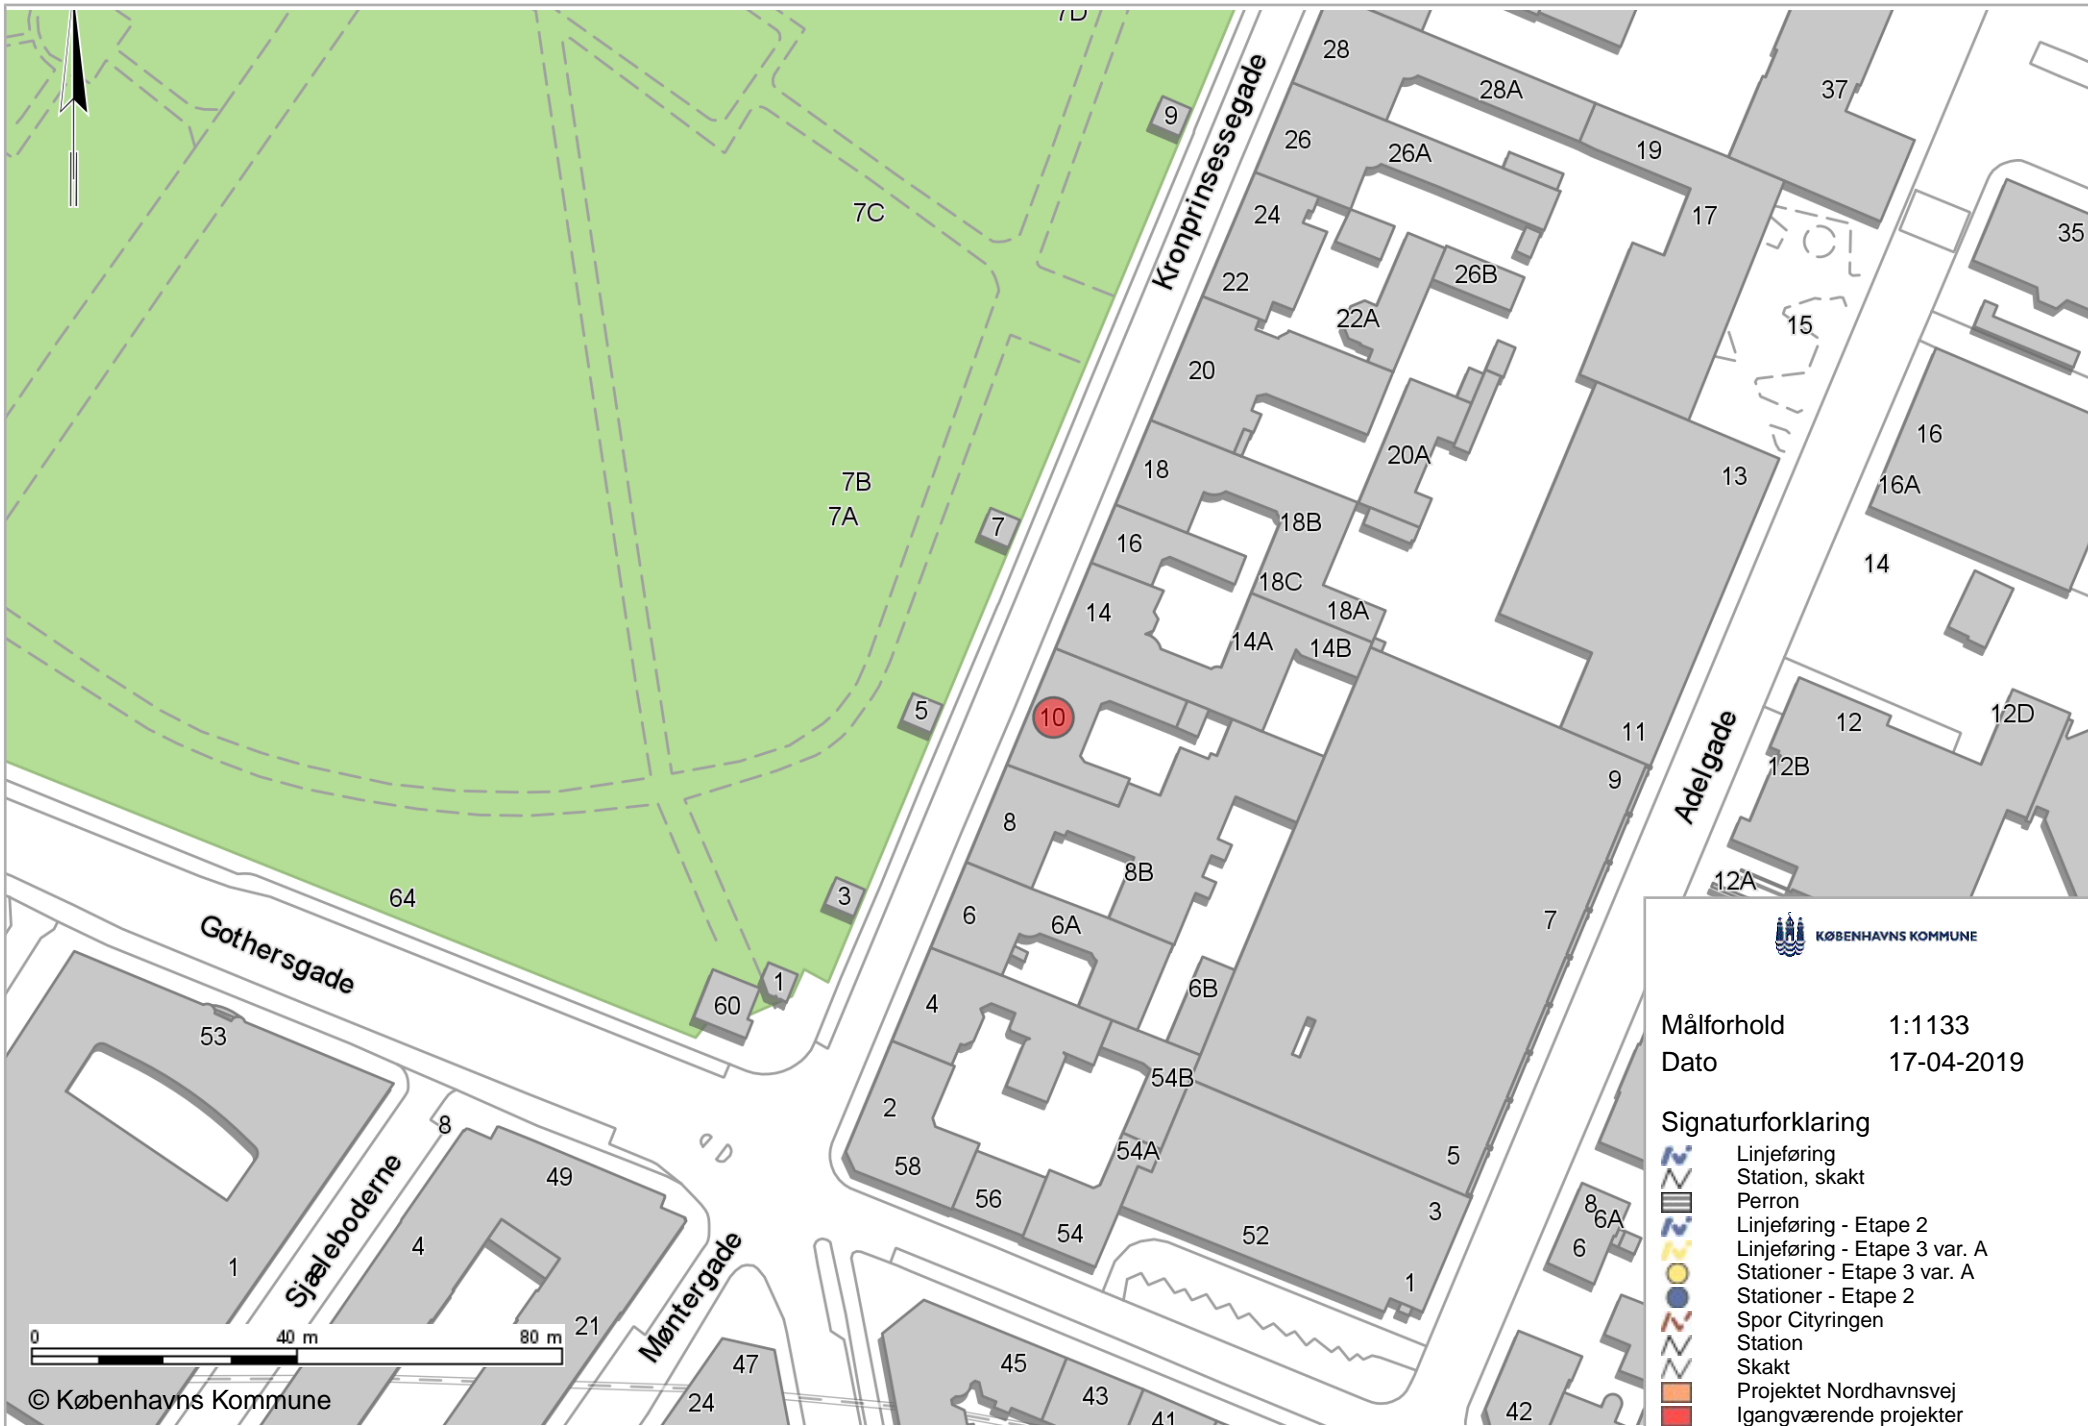 7D
28
28A
37
9
Kronprinsessegade
26
26A
19
24
7C
17
35
22
26B
22A
15
20
18
20A
13
16
16A
7B
7A
7
18B
16
18C
14
14
14A
18A
14B
5
10
11
12
12D
Adelgade
9
12B
8
8B
12A
3
64
6
6A
7
Gothersgade
1
60
4
6B
53
2
54B
54A
5
58
56
54
3
52
8
49
8
6A
6
Sjæleboderne
4
1
Møntergade
1
21
47
24
45
43
41
42
KØBENHAVNS KOMMUNE
Målforhold 1:1133
Dato 17-04-2019
Signaturforklaring
Linjeføring
Station, skakt
Perron
Linjeføring - Etape 2
Linjeføring - Etape 3 var. A
Stationer - Etape 3 var. A
Stationer - Etape 2
Spor Cityringen
Station
Skakt
Projektet Nordhavnsvej
Igangværende projekter
0 40 m 80 m
© Københavns Kommune